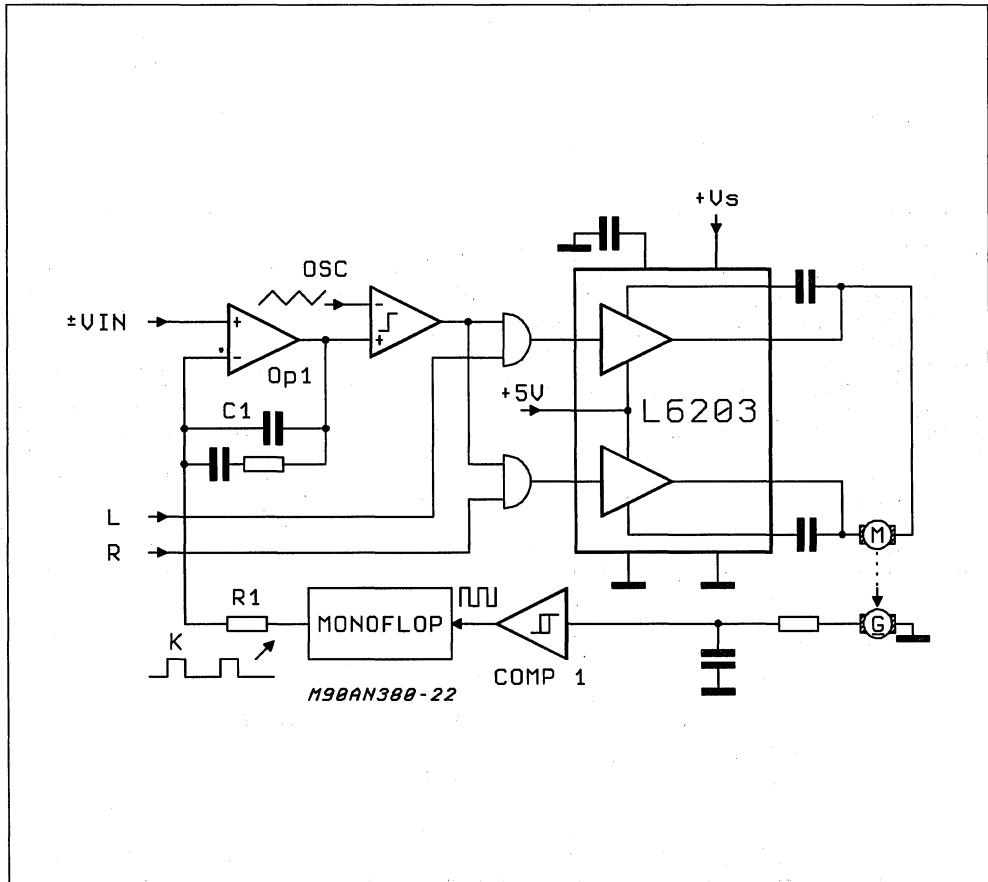 +Vs
OSC
±VIN
+
-
-
+
Op1
C1
+5V
L6203
L
R
M
R1
MONOFLOP
G
K
COMP 1
M90AN380-22